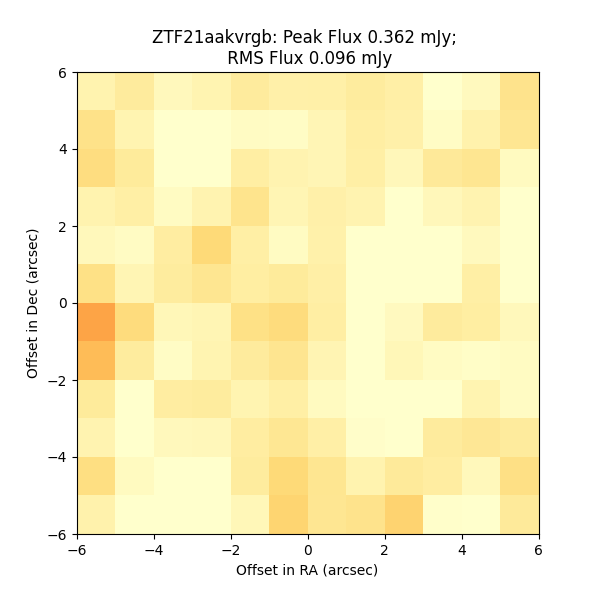 ZTF21aakvrgb: Peak Flux 0.362 mJy;
RMS Flux 0.096 mJy
6
4
2
0
−2
−4
−6
Offset in Dec (arcsec)
−6 −4 −2 0 2 4 6
Offset in RA (arcsec)